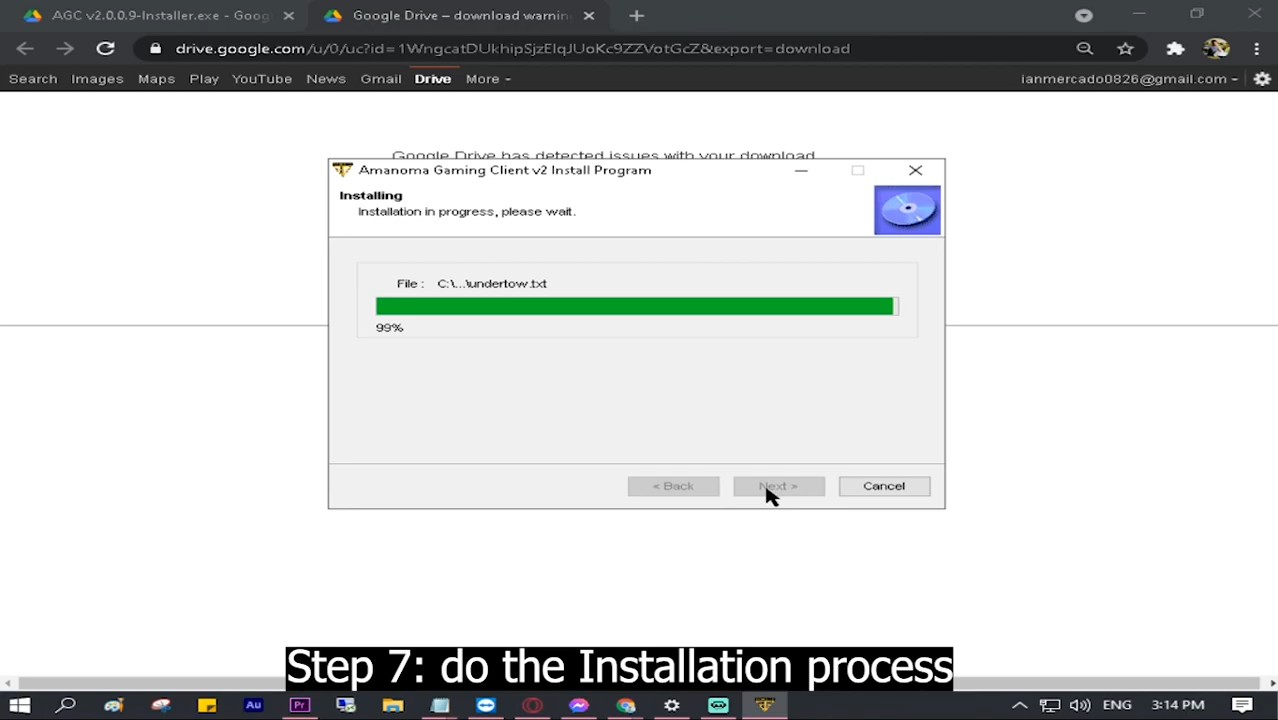 AGC v2.0.0.9-Installer.exe - Goog
Google Drive – download warnin
drive.google.com/u/0/uc?id=1WngcatDUkhipSjzEIqJUoKc9ZZVotGcZ&export=download
Search Images Maps Play YouTube News Gmail Drive More
ianmercado0826@gmail.com
Google Drive has detected issues with your download
Amanoma Gaming Client v2 Install Program
Installing
Installation in progress, please wait.
File : C:\...\undertow.txt
99%
< Back Next > Cancel
Step 7: do the Installation process
Au Pr ENG 3:14 PM